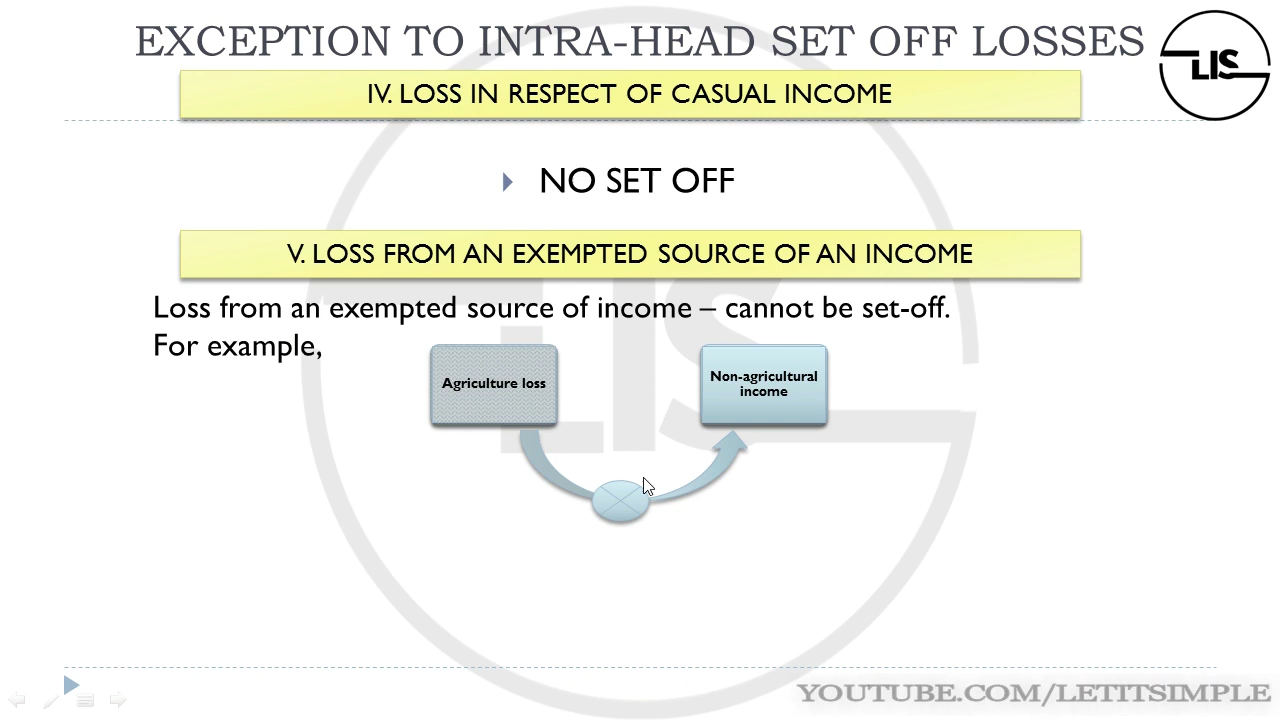 EXCEPTION TO INTRA-HEAD SET OFF LOSSES
LIS
IV. LOSS IN RESPECT OF CASUAL INCOME
NO SET OFF
V. LOSS FROM AN EXEMPTED SOURCE OF AN INCOME
Loss from an exempted source of income – cannot be set-off.
For example,
Agriculture loss
Non-agricultural
income
LIS
YOUTUBE.COM/LETITSIMPLE